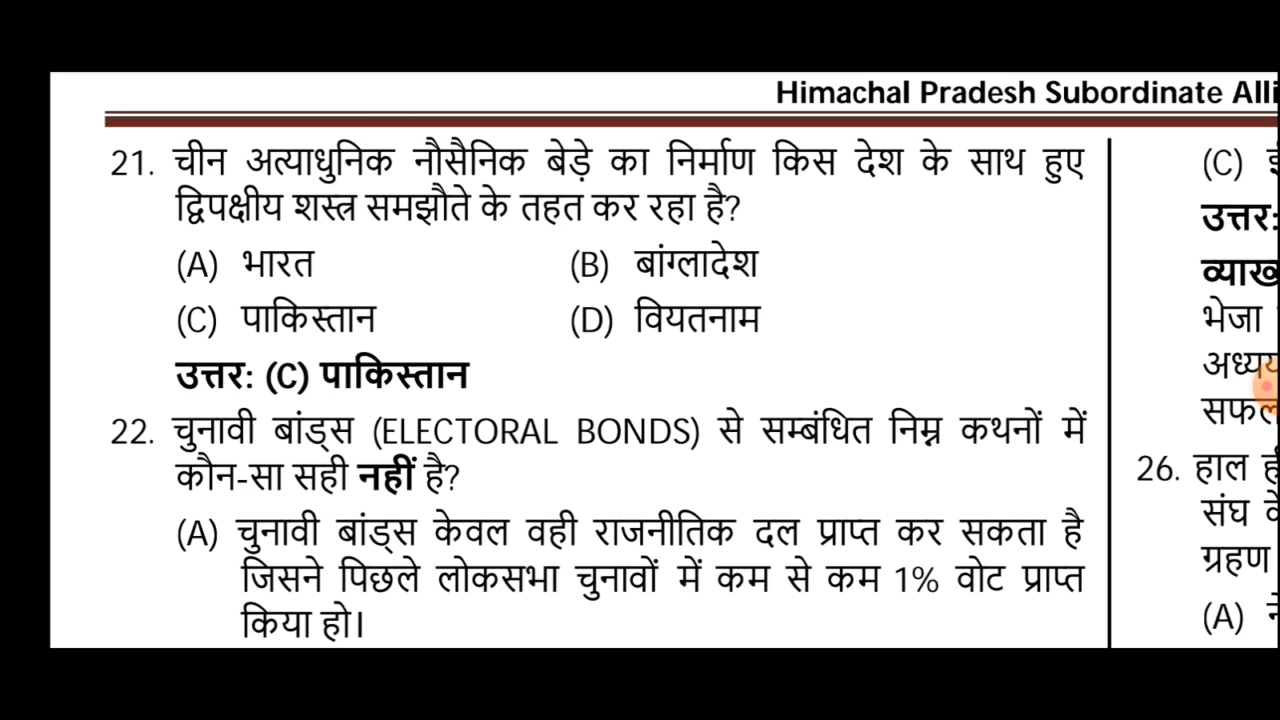 Himachal Pradesh Subordinate Alli
21. चीन अत्याधुनिक नौसैनिक बेड़े का निर्माण किस देश के साथ हुए
द्विपक्षीय शस्त्र समझौते के तहत कर रहा है?
(A) भारत (B) बांग्लादेश
(C) पाकिस्तान (D) वियतनाम
उत्तर: (C) पाकिस्तान
22. चुनावी बांड्स (ELECTORAL BONDS) से सम्बंधित निम्न कथनों में
कौन-सा सही नहीं है?
(A) चुनावी बांड्स केवल वही राजनीतिक दल प्राप्त कर सकता है
जिसने पिछले लोकसभा चुनावों में कम से कम 1% वोट प्राप्त
किया हो।
(C)
उत्तर:
भेजा
26. हाल
संघ
ग्रहण
(A)